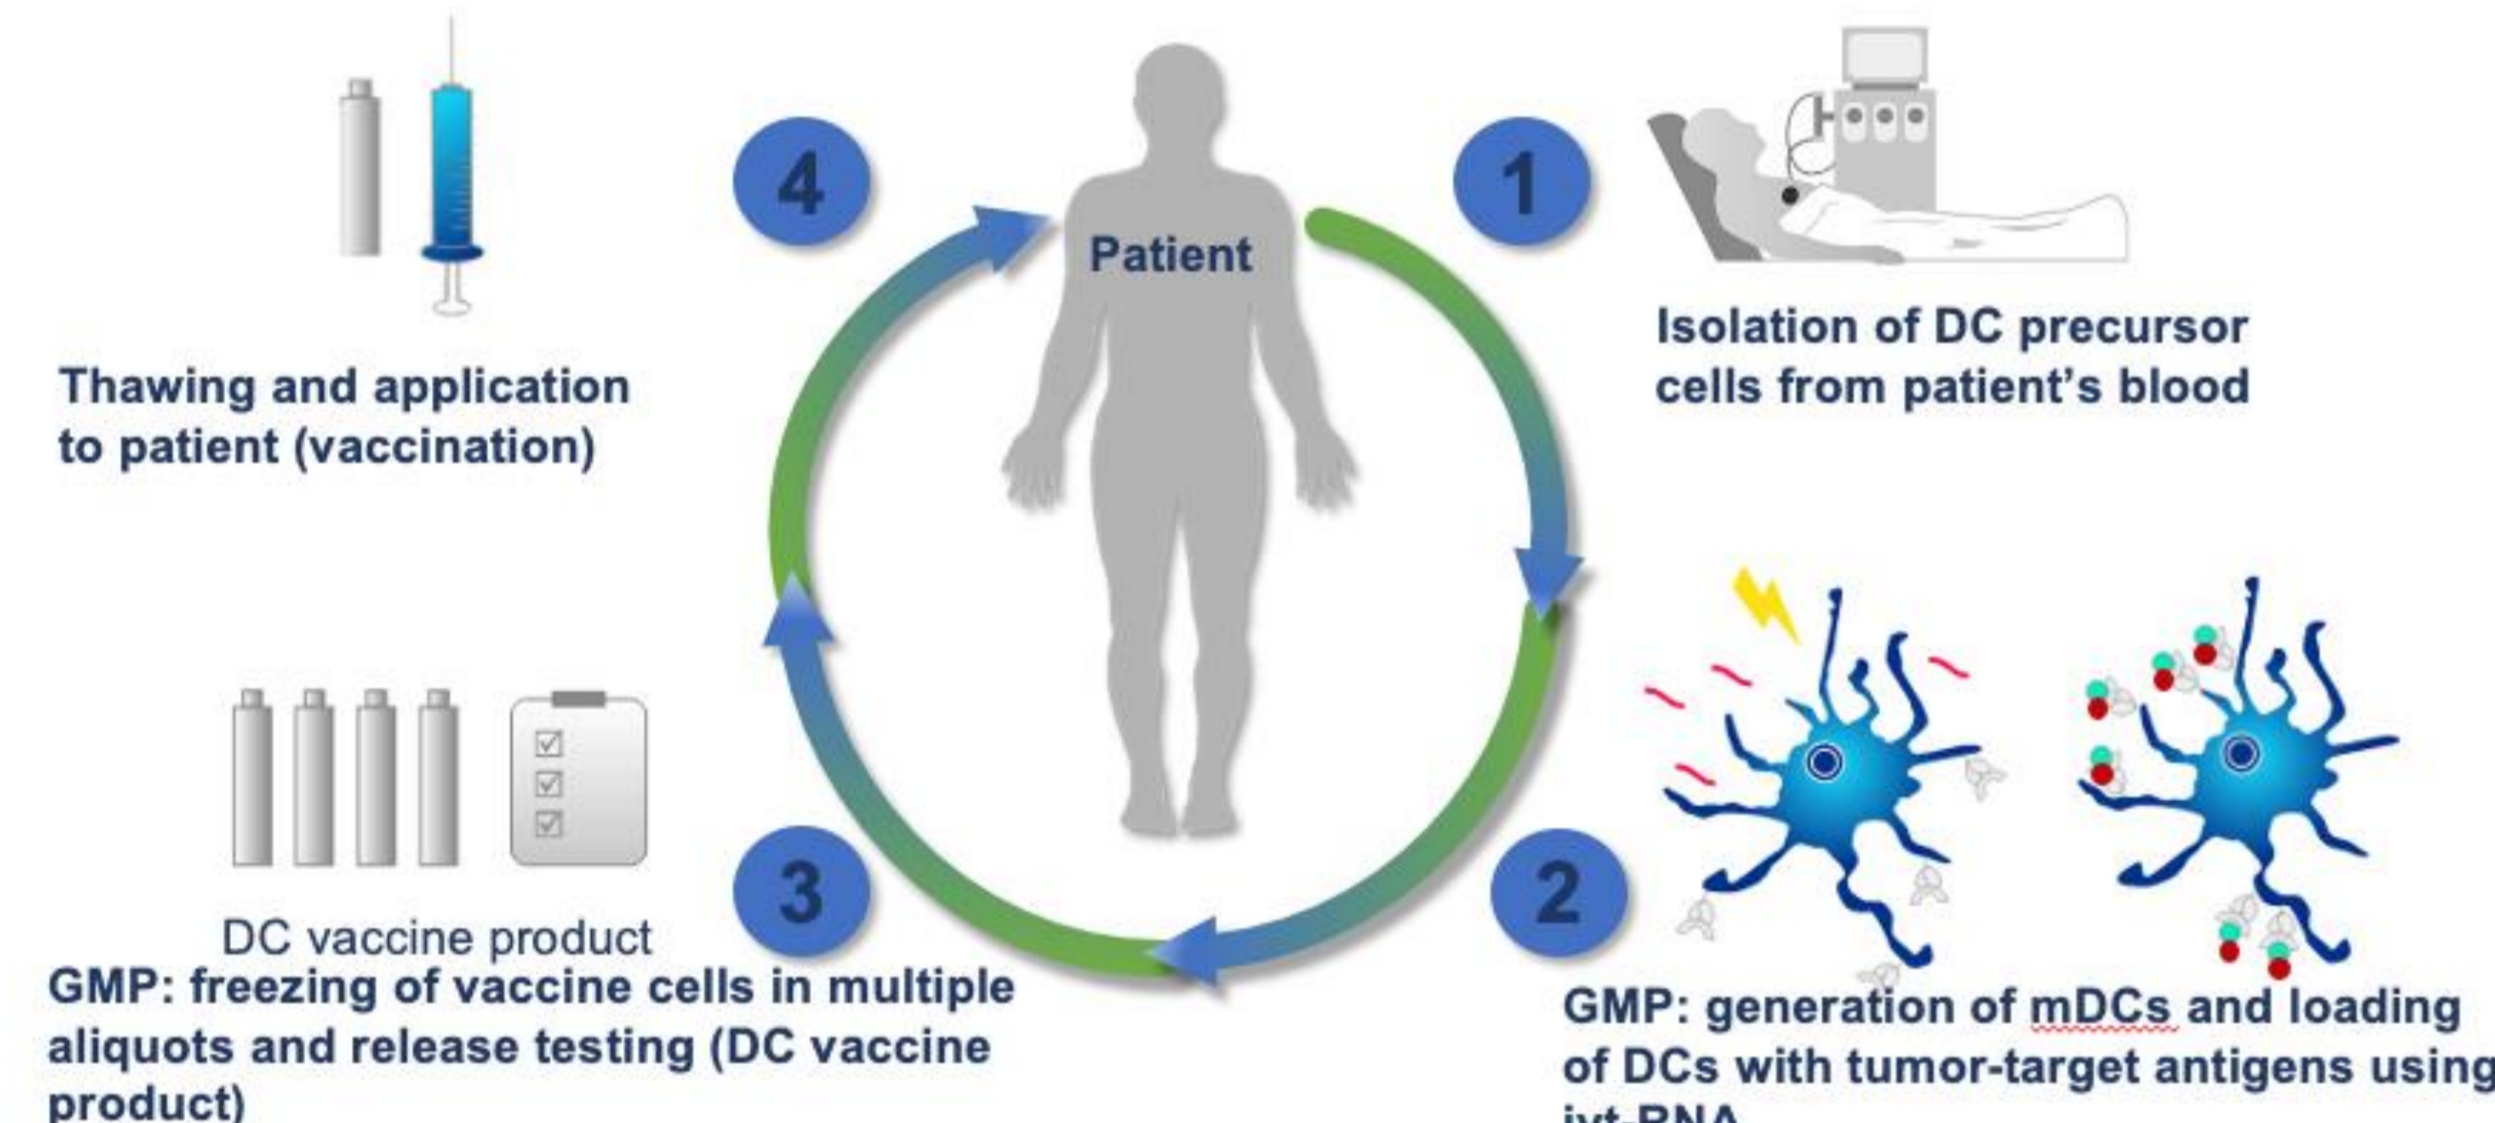 4
1
Patient
Isolation of DC precursor
cells from patient’s blood
Thawing and application
to patient (vaccination)
3
2
DC vaccine product
GMP: freezing of vaccine cells in multiple
aliquots and release testing (DC vaccine
product)
GMP: generation of mDCs and loading
of DCs with tumor-target antigens using
ivt-RNA